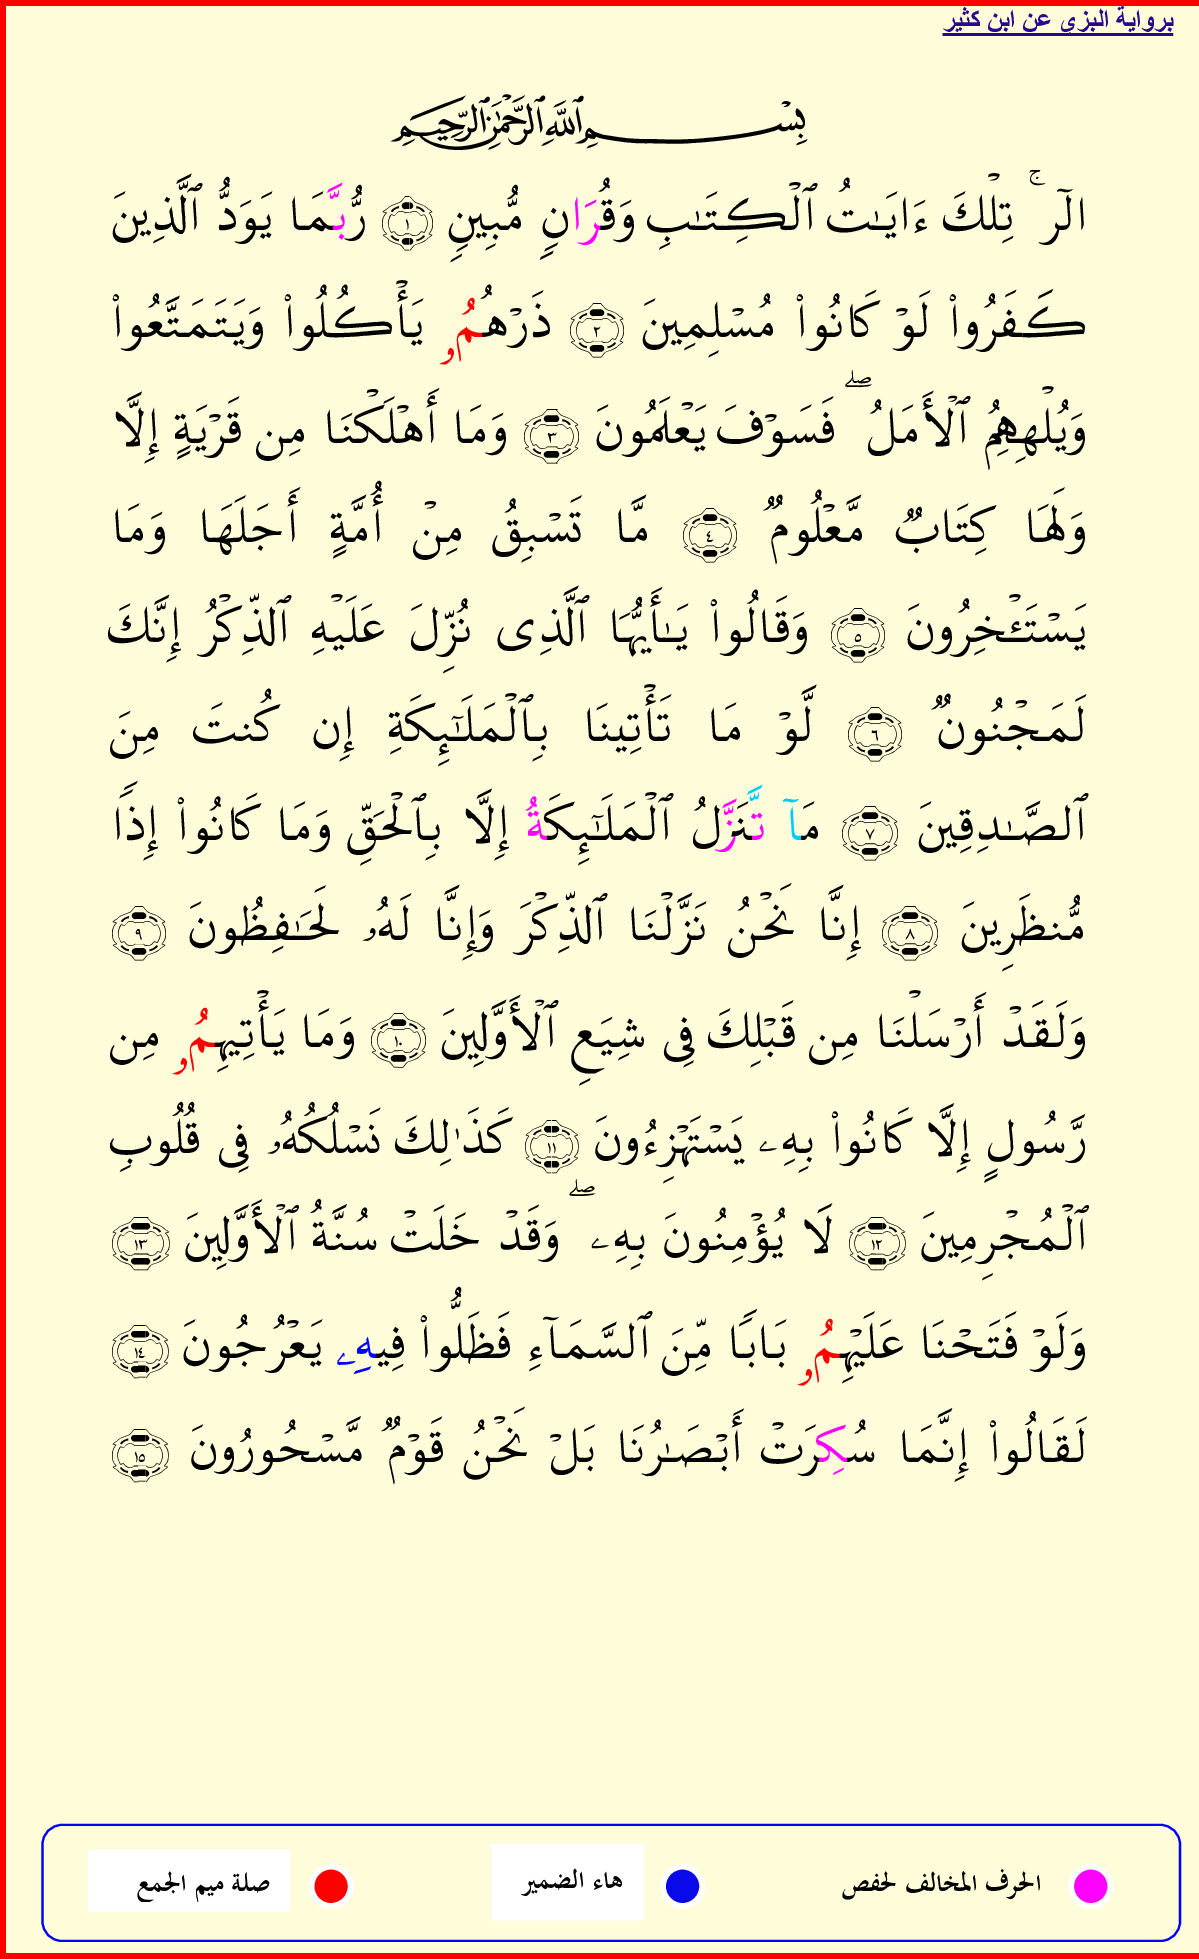 برواية البزى عن ابن كثير
بِسْمِ ٱللَّهِ ٱلرَّحْمَٰنِ ٱلرَّحِيمِ
الٓر ۚ تِلْكَ ءَايَـٰتُ ٱلْكِتَـٰبِ وَقُرَانٍ مُّبِينٍ ١ رُّبَّمَا يَوَدُّ ٱلَّذِينَ
كَفَرُوا۟ لَوْ كَانُوا۟ مُسْلِمِينَ ٢ ذَرْهُمُۥ يَأْكُلُوا۟ وَيَتَمَتَّعُوا۟
وَيُلْهِهِمُ ٱلْأَمَلُ ۖ فَسَوْفَ يَعْلَمُونَ ٣ وَمَا أَهْلَكْنَا مِن قَرْيَةٍ إِلَّا
وَلَهَا كِتَابٌ مَّعْلُومٌ ٤ مَّا تَسْبِقُ مِنْ أُمَّةٍ أَجَلَهَا وَمَا
يَسْتَـْٔخِرُونَ ٥ وَقَالُوا۟ يَـٰأَيُّهَا ٱلَّذِى نُزِّلَ عَلَيْهِ ٱلذِّكْرُ إِنَّكَ
لَمَجْنُونٌ ٦ لَّوْ مَا تَأْتِينَا بِٱلْمَلَـٰٓئِكَةِ إِن كُنتَ مِنَ
ٱلصَّـٰدِقِينَ ٧ مَآ تَّنَزَّلُ ٱلْمَلَـٰٓئِكَةُ إِلَّا بِٱلْحَقِّ وَمَا كَانُوا۟ إِذًا
مُّنظَرِينَ ٨ إِنَّا نَحْنُ نَزَّلْنَا ٱلذِّكْرَ وَإِنَّا لَهُۥ لَحَـٰفِظُونَ ٩
وَلَقَدْ أَرْسَلْنَا مِن قَبْلِكَ فِى شِيَعِ ٱلْأَوَّلِينَ ١٠ وَمَا يَأْتِيهِمُۥ مِن
رَّسُولٍ إِلَّا كَانُوا۟ بِهِۦ يَسْتَهْزِءُونَ ١١ كَذَٰلِكَ نَسْلُكُهُۥ فِى قُلُوبِ
ٱلْمُجْرِمِينَ ١٢ لَا يُؤْمِنُونَ بِهِۦ ۖ وَقَدْ خَلَتْ سُنَّةُ ٱلْأَوَّلِينَ ١٣
وَلَوْ فَتَحْنَا عَلَيْهِمُۥ بَابًا مِّنَ ٱلسَّمَآءِ فَظَلُّوا۟ فِيهِۦ يَعْرُجُونَ ١٤
لَقَالُوا۟ إِنَّمَا سُكِرَتْ أَبْصَـٰرُنَا بَلْ نَحْنُ قَوْمٌ مَّسْحُورُونَ ١٥
الحرف المخالف لحفص هاء الضمير صلة ميم الجمع